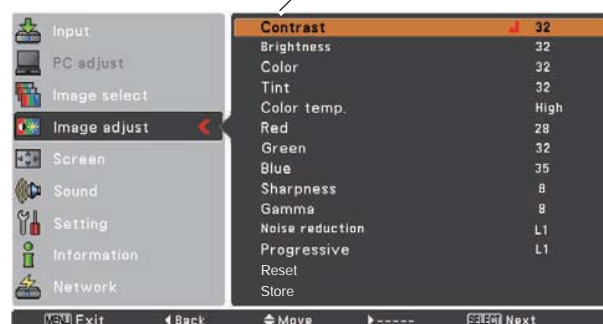 Input
PC adjust
Image select
Image adjust
Screen
Sound
Setting
Information
Network
Contrast 32
Brightness 32
Color 32
Tint 32
Color temp. High
Red 28
Green 32
Blue 35
Sharpness 8
Gamma 8
Noise reduction L1
Progressive L1
Reset
Store
MENU Exit
Back
Move
-----
SELECT Next